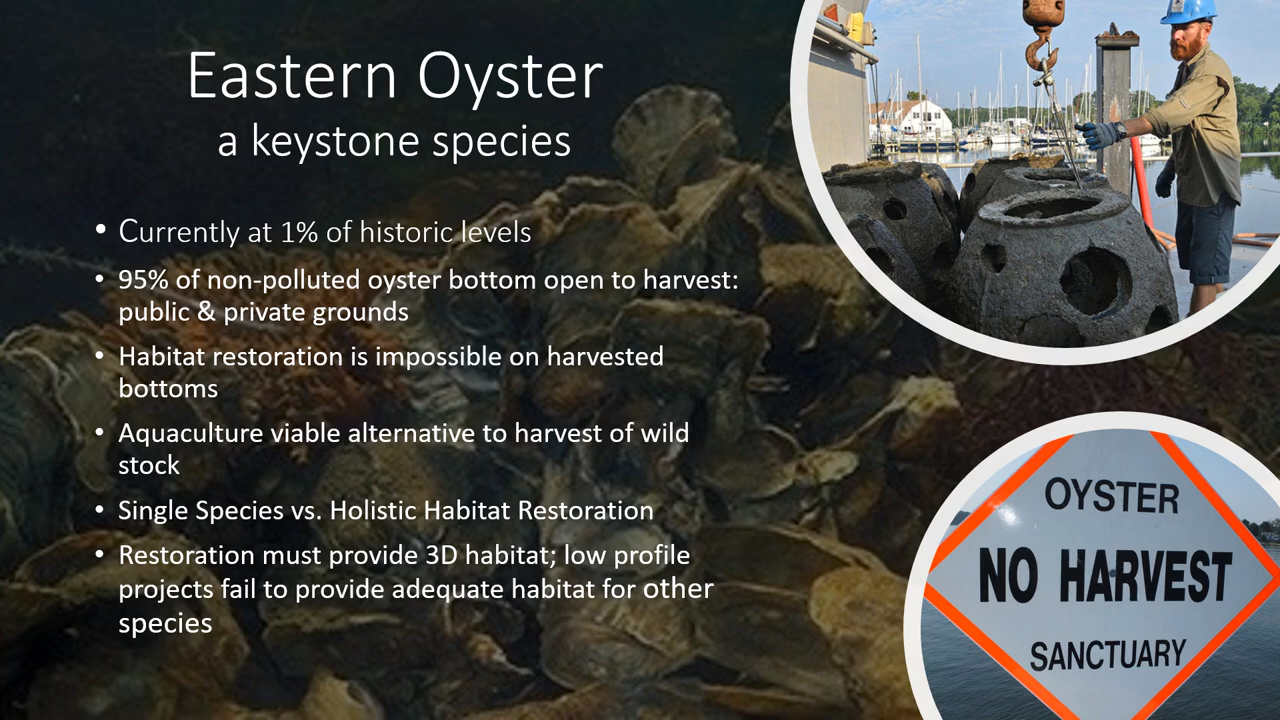 Eastern Oyster
a keystone species
• Currently at 1% of historic levels
• 95% of non-polluted oyster bottom open to harvest:
public & private grounds
• Habitat restoration is impossible on harvested
bottoms
• Aquaculture viable alternative to harvest of wild
stock
• Single Species vs. Holistic Habitat Restoration
• Restoration must provide 3D habitat; low profile
projects fail to provide adequate habitat for other
species
OYSTER
NO HARVEST
SANCTUARY